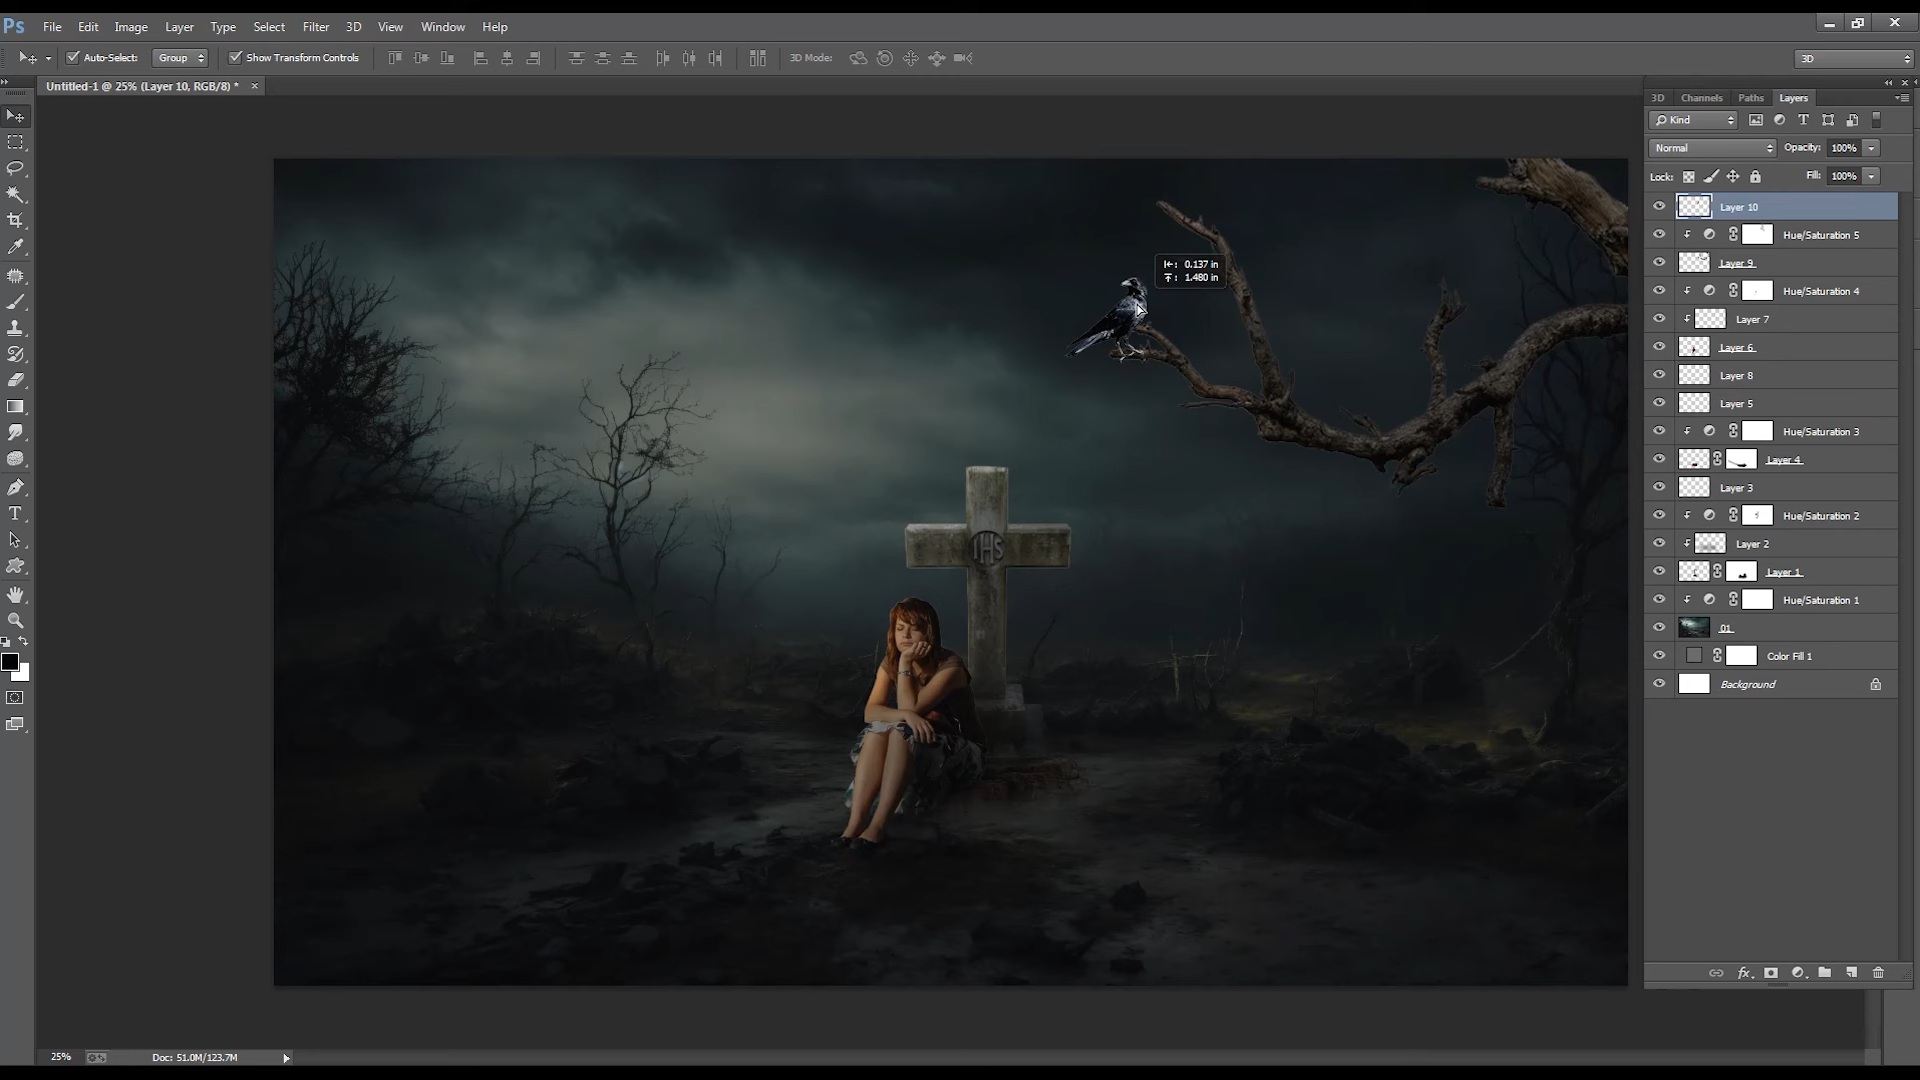 Ps File Edit Image Layer Type Select Filter 3D View Window Help
Auto-Select: Group Show Transform Controls 3D Mode: 3D
Untitled-1 @ 25% (Layer 10, RGB/8) *
3D Channels Paths Layers
Kind
Normal Opacity: 100%
Lock: Fill: 100%
Layer 10
Hue/Saturation 5
Layer 9
Hue/Saturation 4
Layer 7
Layer 6
Layer 8
Layer 5
Hue/Saturation 3
Layer 4
Layer 3
Hue/Saturation 2
Layer 2
Layer 1
Hue/Saturation 1
01
Color Fill 1
Background
0.137 in
1.480 in
IHS
25% Doc: 51.0M/123.7M